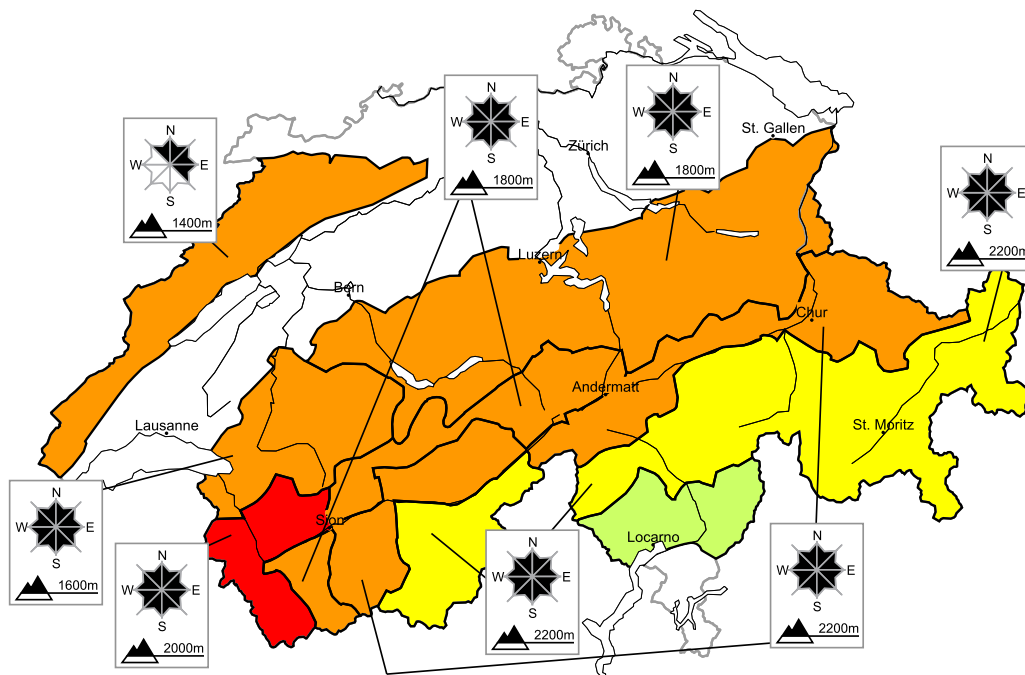 N
W E
S
1400m
N
W E
S
1800m
N
W E
S
1800m
N
W E
S
2200m
St. Gallen
Zürich
Luzern
Bern
Chur
Andermatt
Lausanne
St. Moritz
Sion
Locarno
N
W E
S
1600m
N
W E
S
2000m
N
W E
S
2200m
N
W E
S
2200m